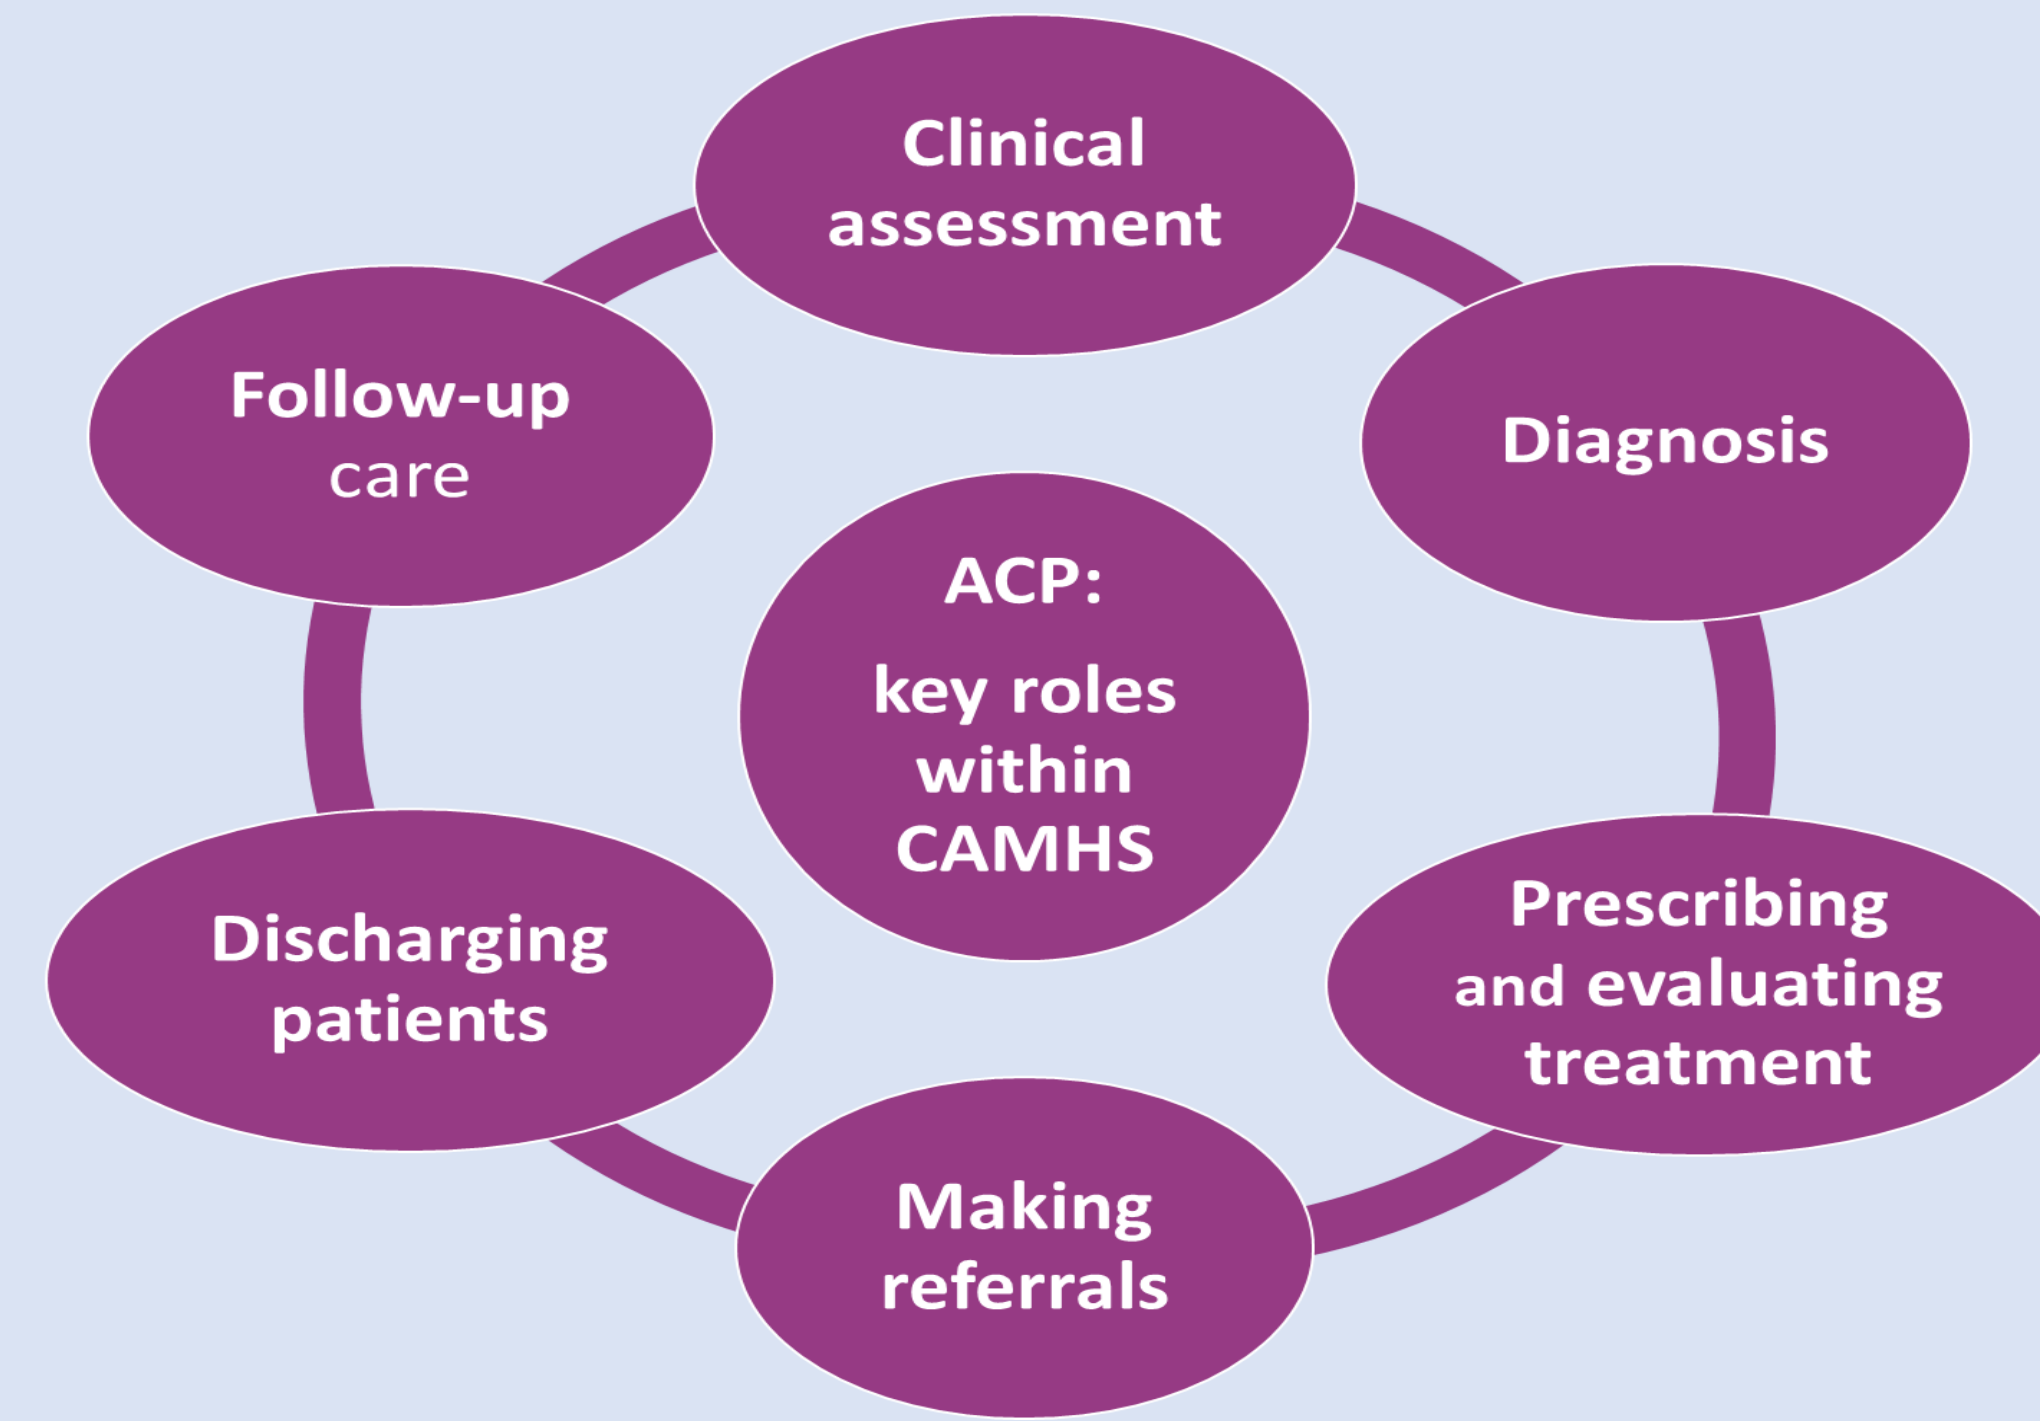 Clinical
assessment
Diagnosis
Prescribing
and evaluating
treatment
Making
referrals
Discharging
patients
Follow-up
care
ACP:
key roles
within
CAMHS